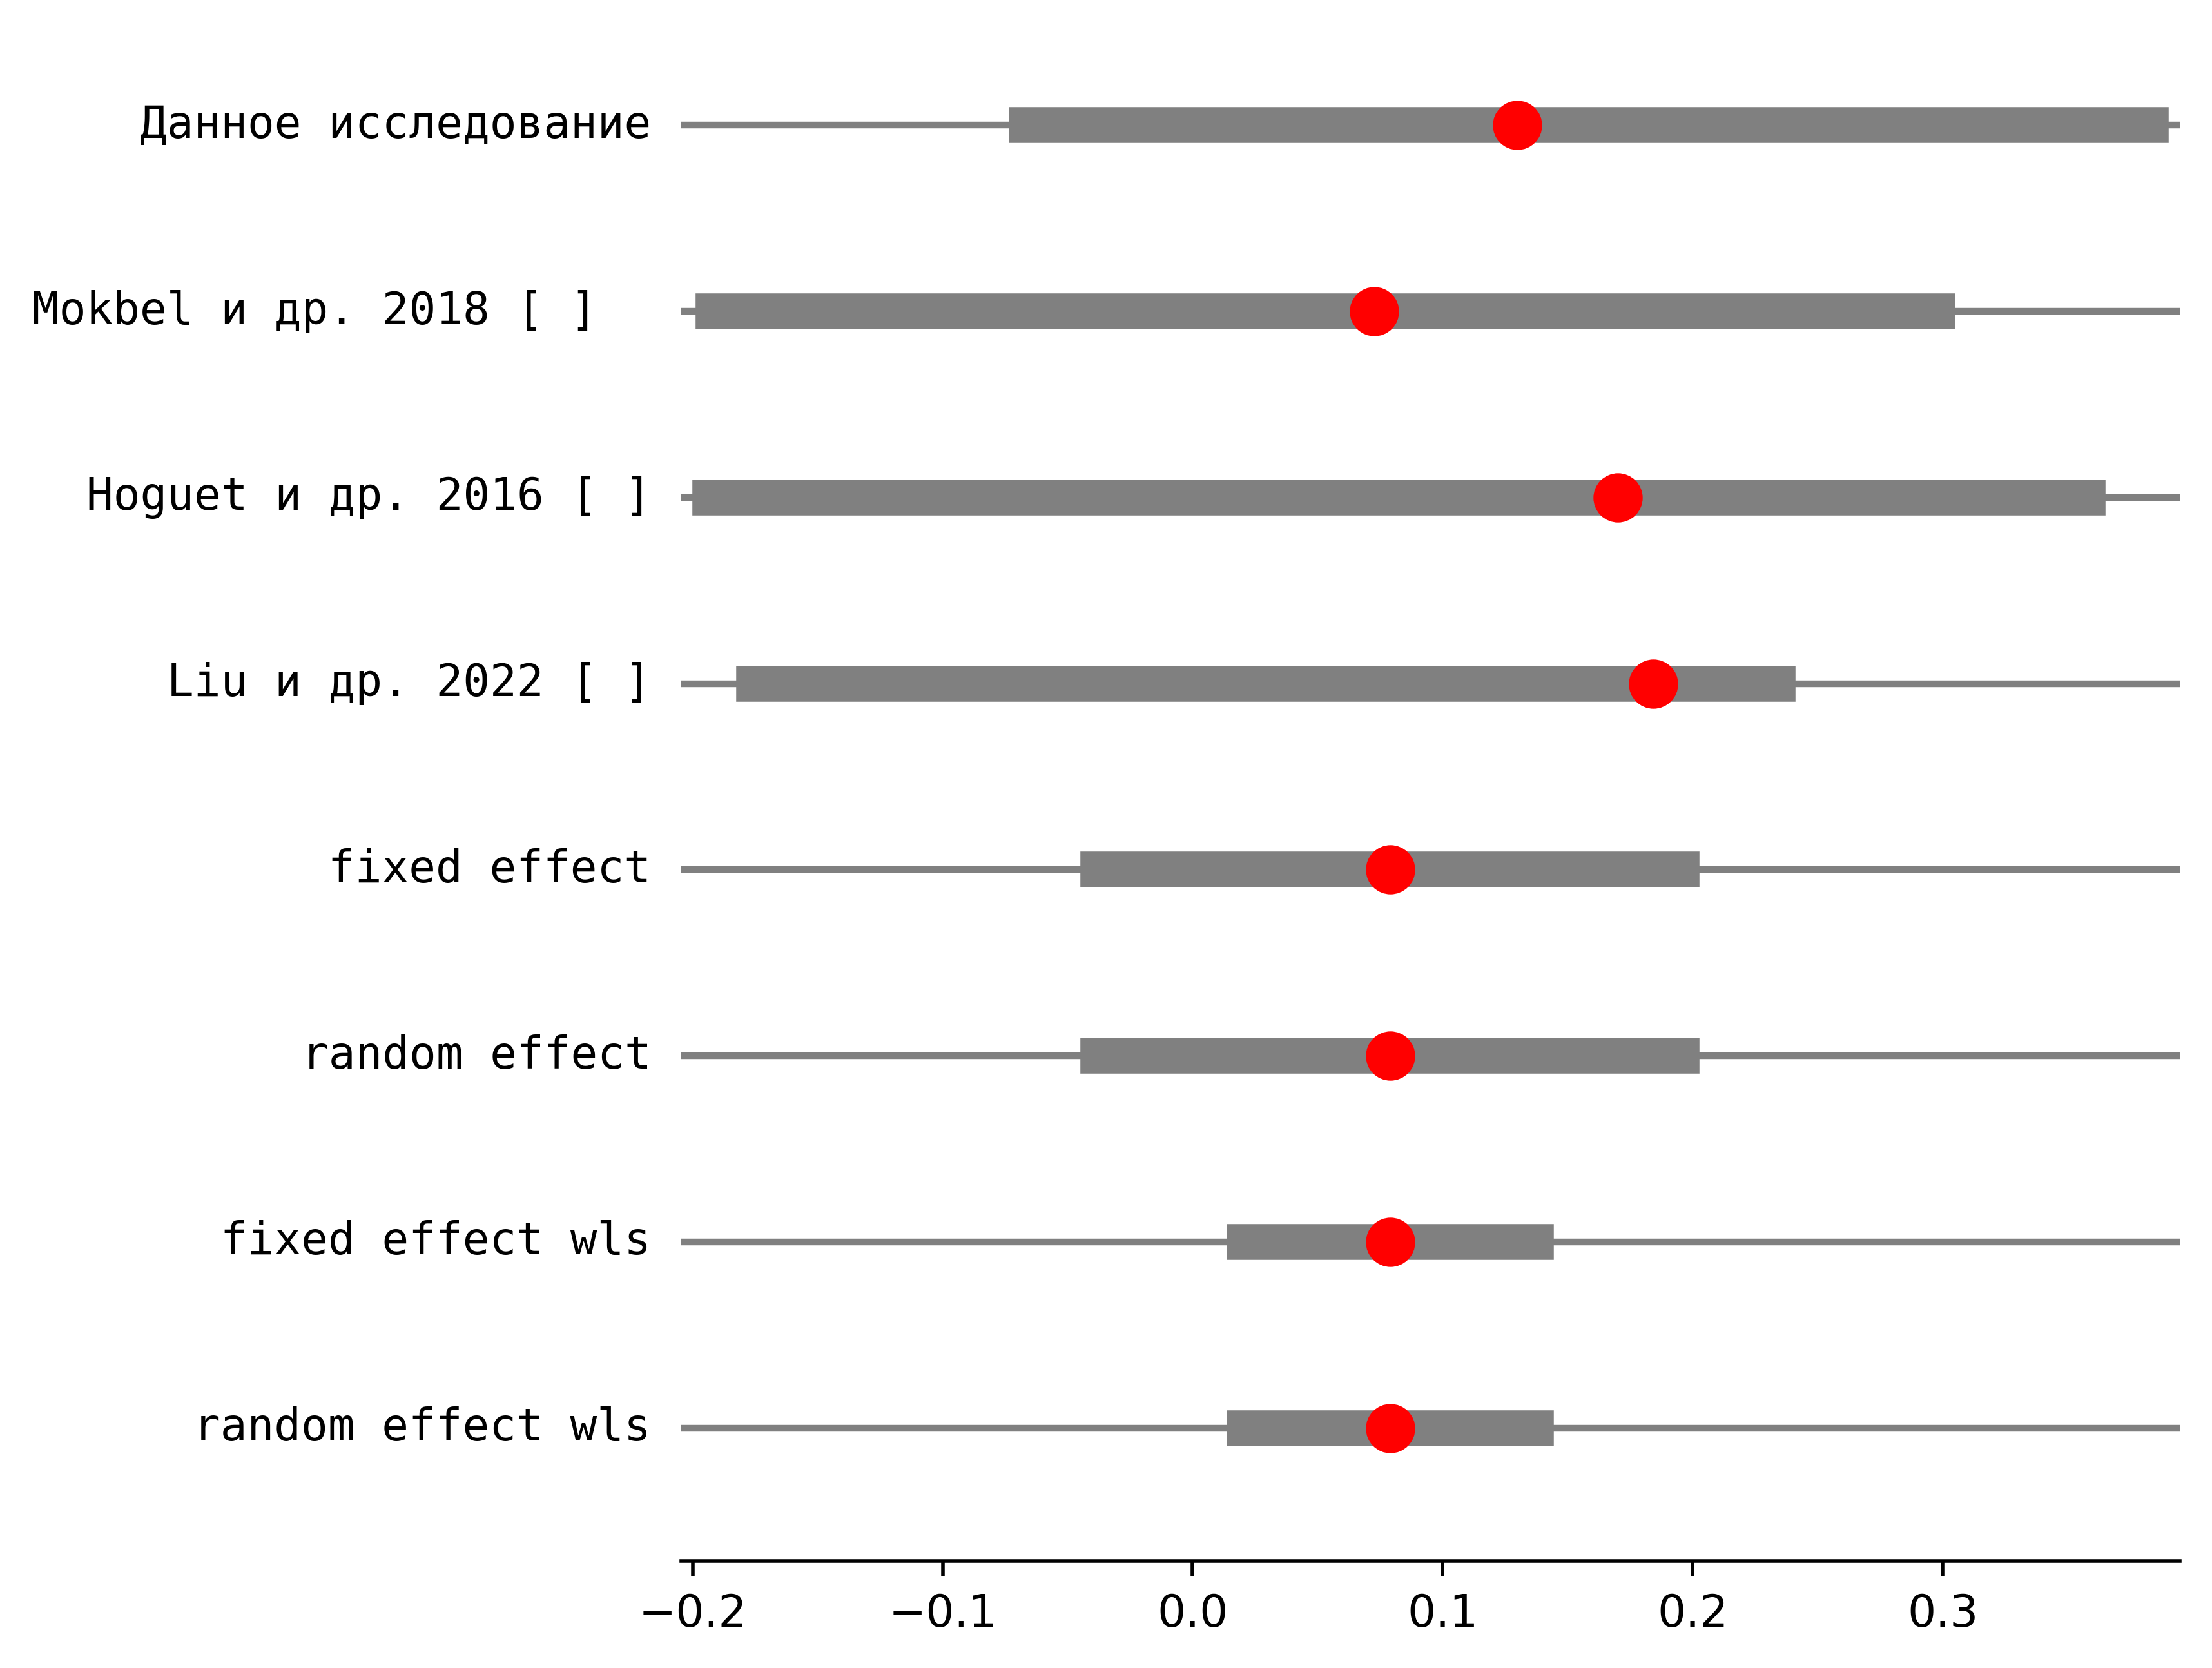 Данное исследование
Mokbel и др. 2018 [ ]
Hoguet и др. 2016 [ ]
Liu и др. 2022 [ ]
fixed effect
random effect
fixed effect wls
random effect wls
−0.2 −0.1 0.0 0.1 0.2 0.3